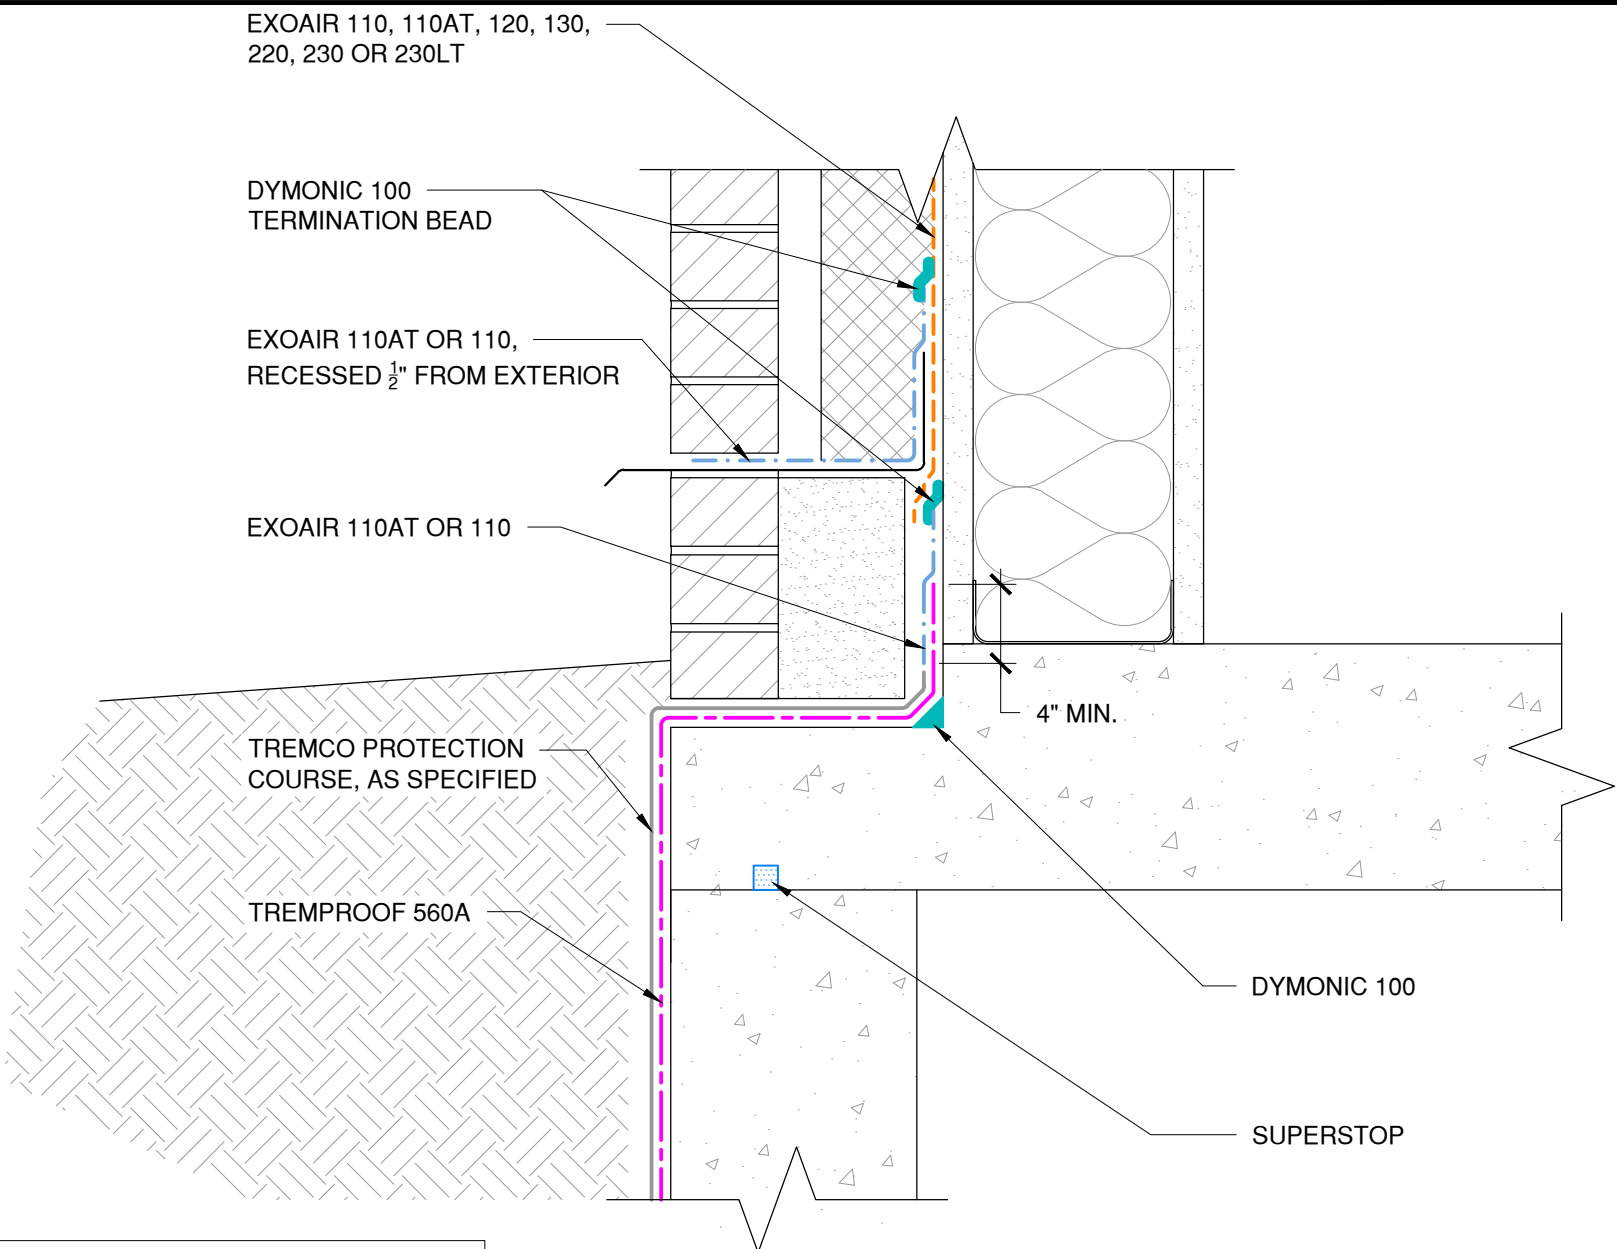 EXOAIR 110, 110AT, 120, 130,
220, 230 OR 230LT
DYMONIC 100
TERMINATION BEAD
EXOAIR 110AT OR 110,
RECESSED 1/2" FROM EXTERIOR
EXOAIR 110AT OR 110
4" MIN.
TREMCO PROTECTION
COURSE, AS SPECIFIED
TREMPROOF 560A
DYMONIC 100
SUPERSTOP